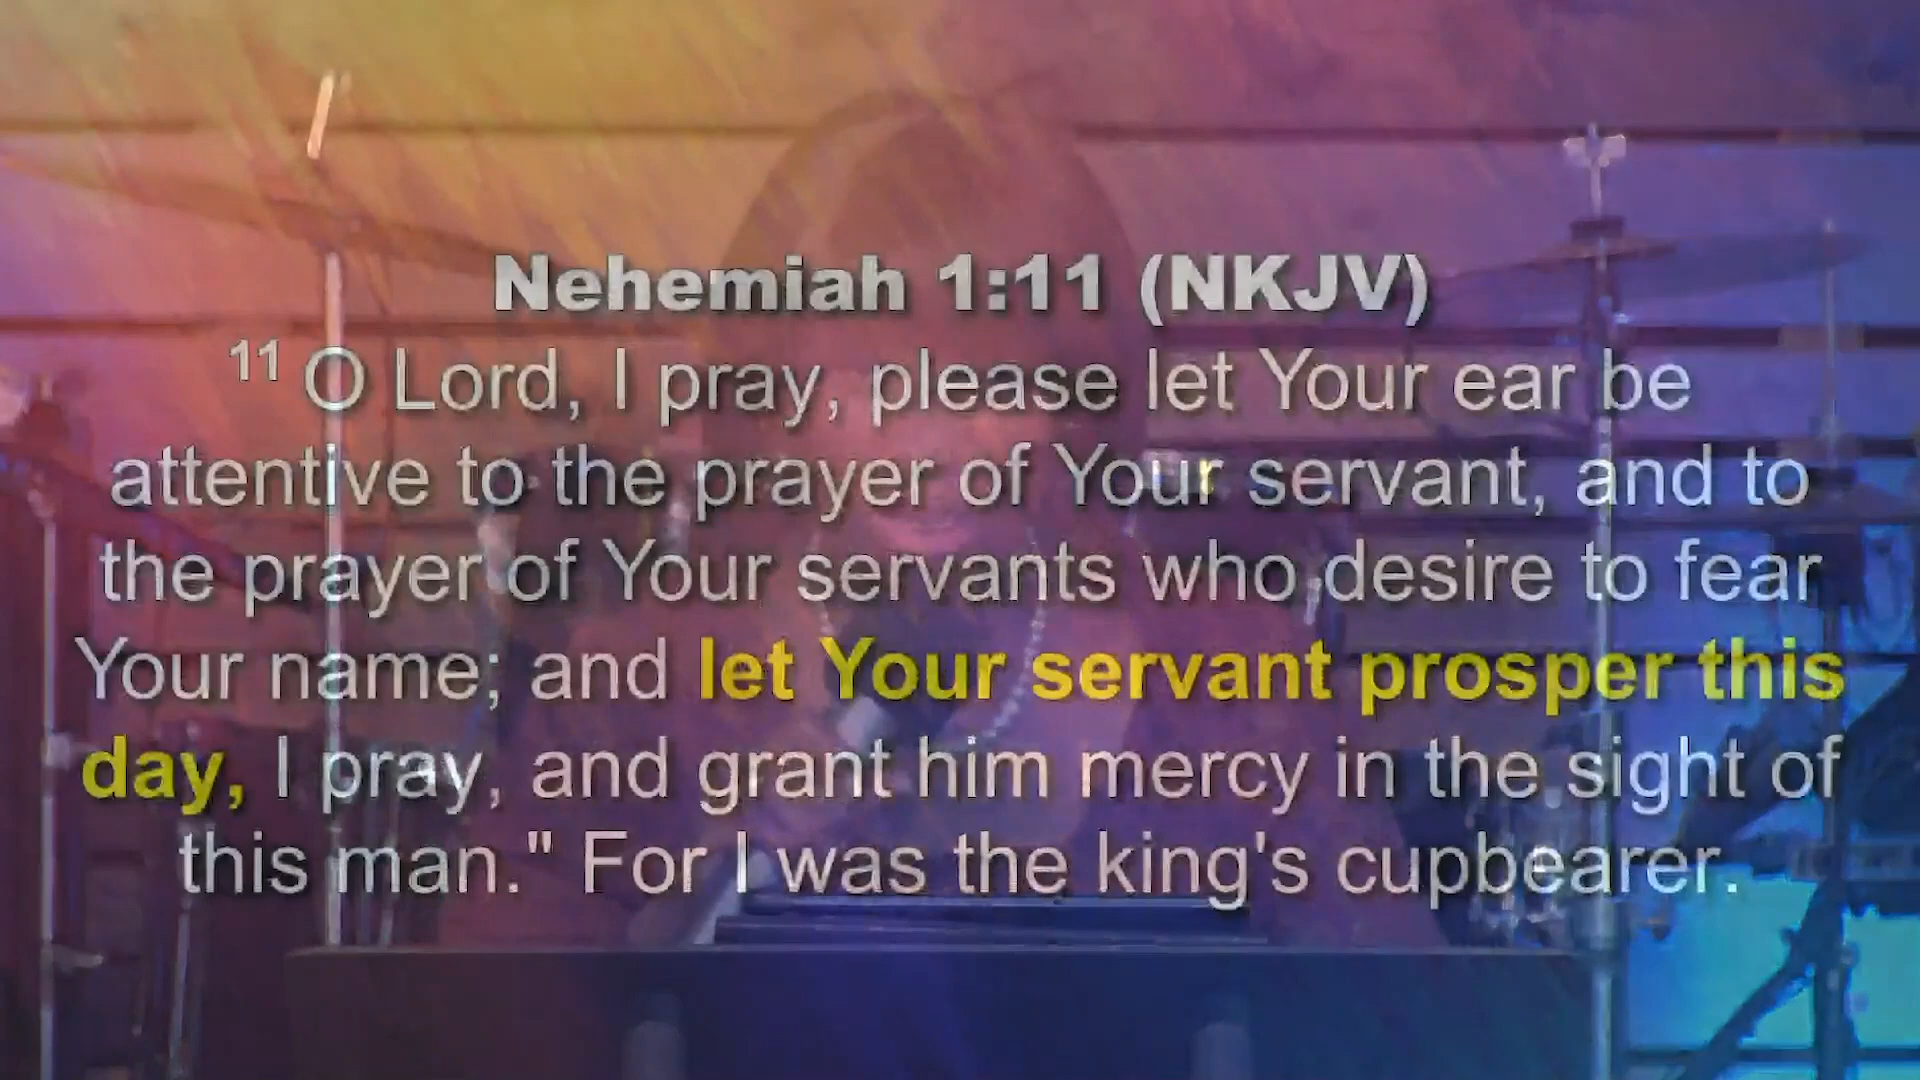 Nehemiah 1:11 (NKJV)
11 O Lord, I pray, please let Your ear be
attentive to the prayer of Your servant, and to
the prayer of Your servants who desire to fear
Your name; and let Your servant prosper this
day, I pray, and grant him mercy in the sight of
this man." For I was the king's cupbearer.